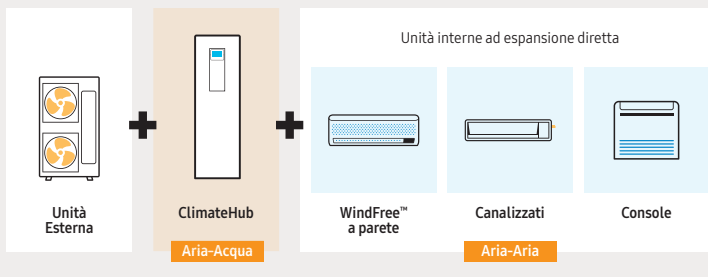 Unità interne ad espansione diretta
Unità
Esterna
ClimateHub
WindFree™
a parete
Canalizzati
Console
Aria-Acqua
Aria-Aria